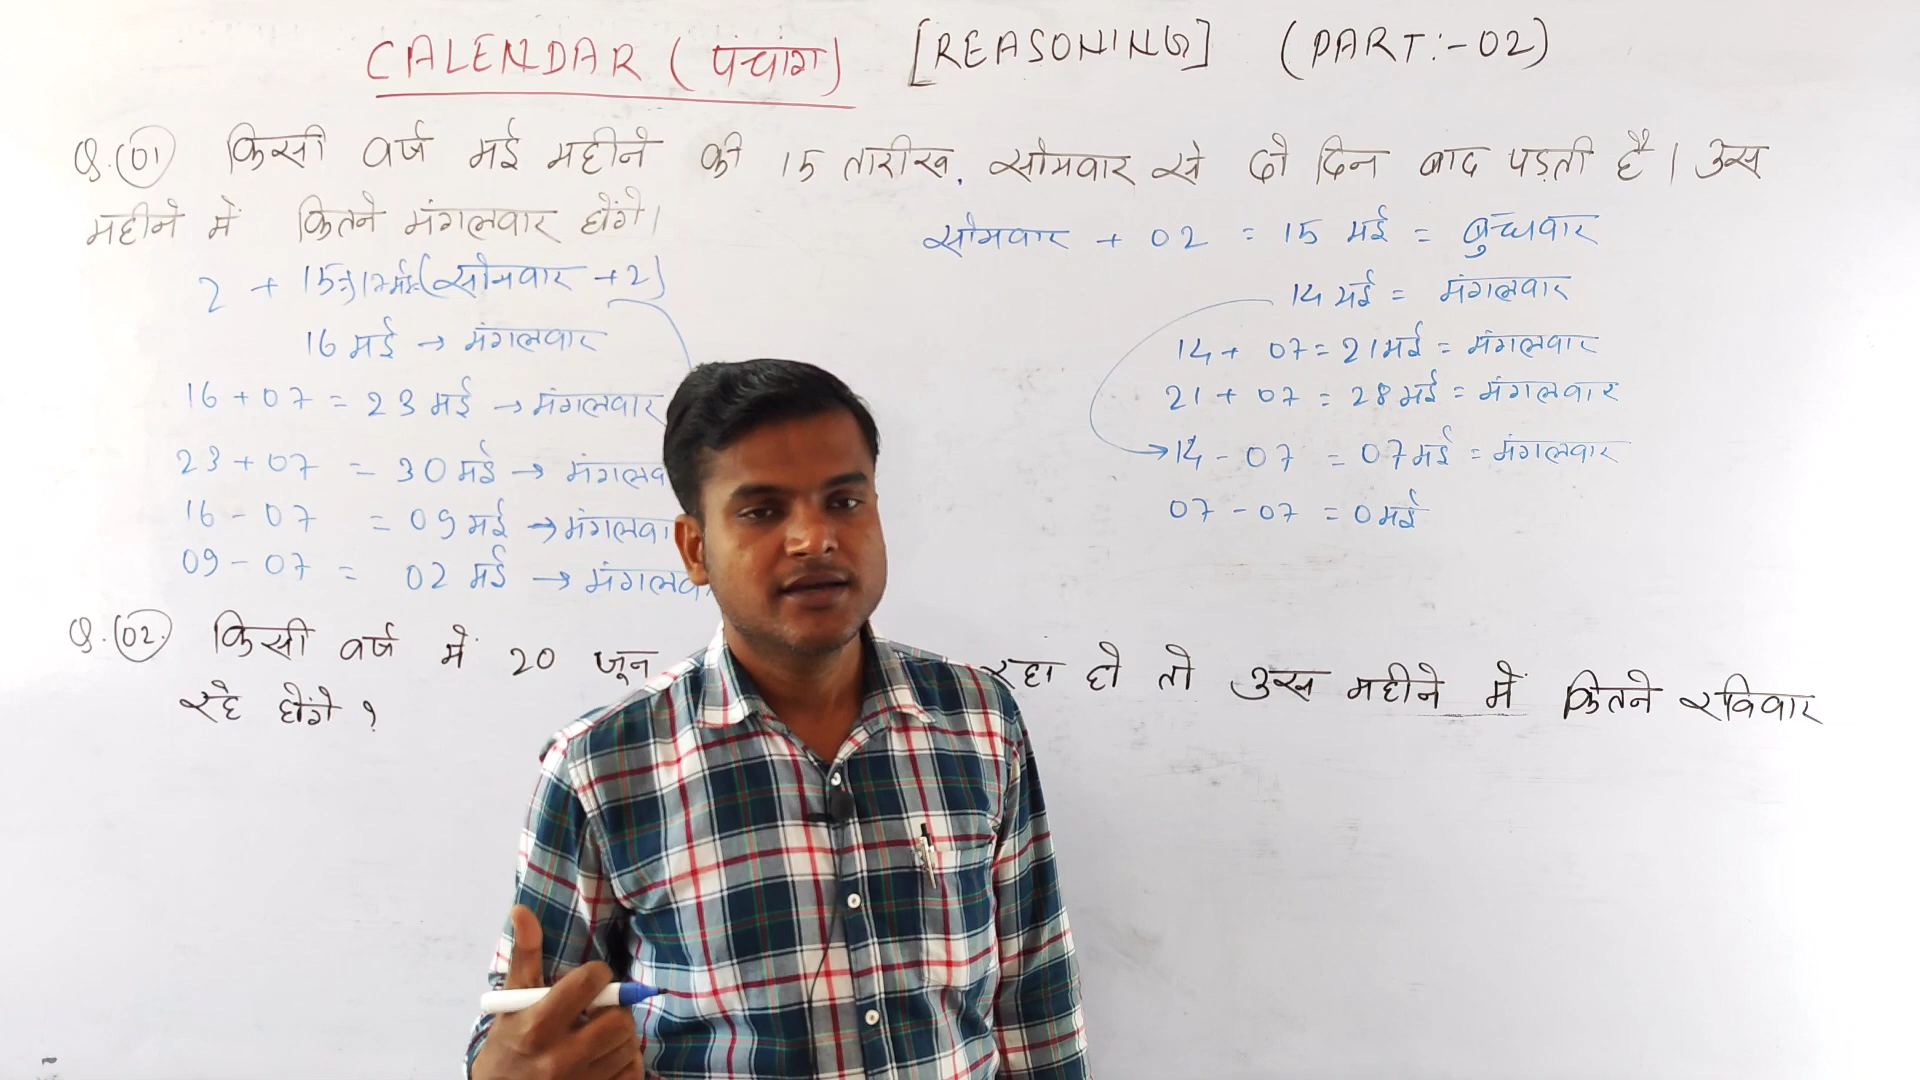 CALENDAR (पंचांग) [REASONING] (PART:-02)
Q.(01) किसी वर्ष मई महीने की 15 तारीख, सोमवार से दो दिन बाद पड़ती है। उस
महीने में कितने मंगलवार होंगे।
2 + 15 17मई (सोमवार +2)
16 मई → मंगलवार
16 + 07 = 23 मई → मंगलवार
23 + 07 = 30 मई → मंगलव
16 - 07 = 09 मई → मंगलवा
09 - 07 = 02 मई → मंगलवा
सोमवार + 02 = 15 मई = बुधवार
14 मई = मंगलवार
14 + 07 = 21 मई = मंगलवार
21 + 07 = 28 मई = मंगलवार
→ 14 - 07 = 07 मई = मंगलवार
07 - 07 = 0 मई
Q.(02) किसी वर्ष में 20 जून रहा हो तो उस महीने में कितने रविवार
रहे होंगे ?